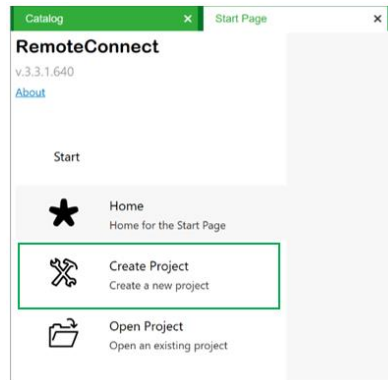 Catalog
Start Page
RemoteConnect
v.3.3.1.640
About
Start
Home
Home for the Start Page
Create Project
Create a new project
Open Project
Open an existing project